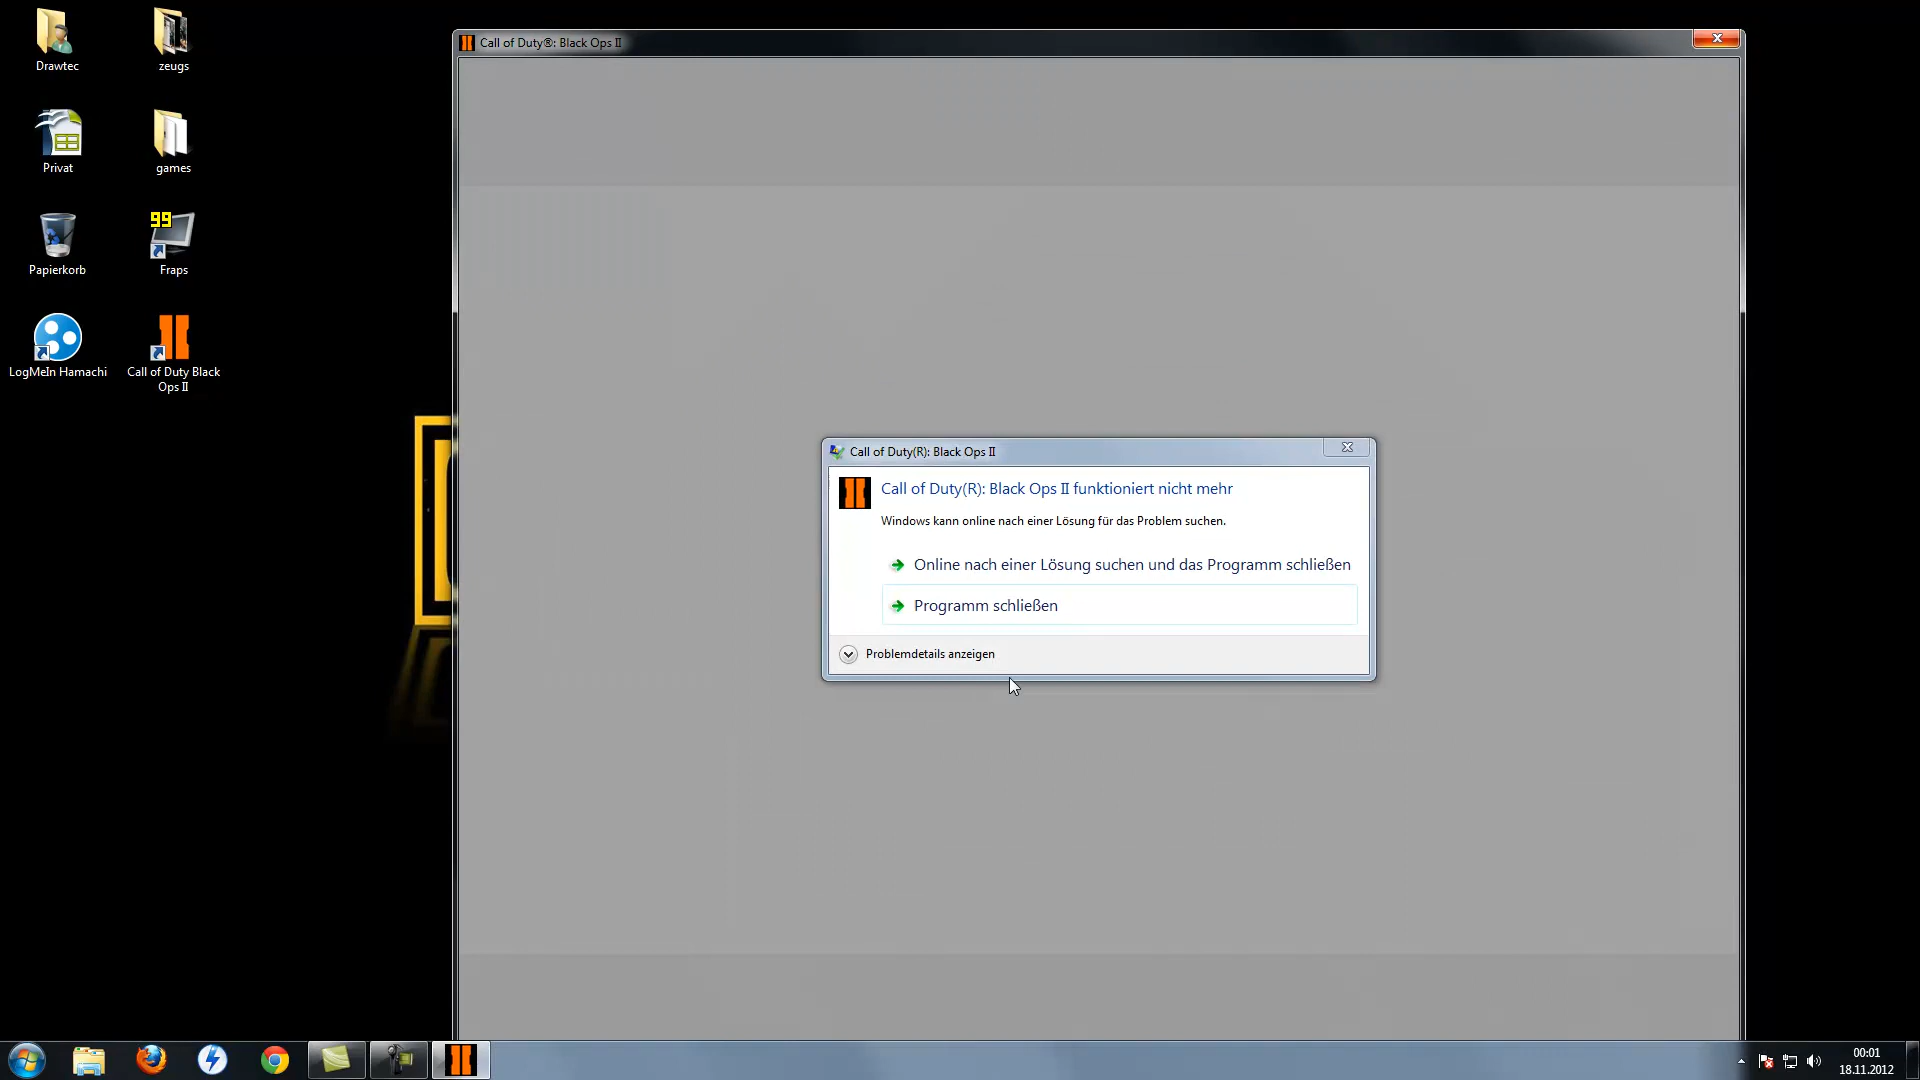 Drawtec
zeugs
Privat
games
Papierkorb
99
Fraps
LogMeIn Hamachi
Call of Duty Black
Ops II
Call of Duty®: Black Ops II
Call of Duty(R): Black Ops II
Call of Duty(R): Black Ops II funktioniert nicht mehr
Windows kann online nach einer Lösung für das Problem suchen.
Online nach einer Lösung suchen und das Programm schließen
Programm schließen
Problemdetails anzeigen
00:01
18.11.2012